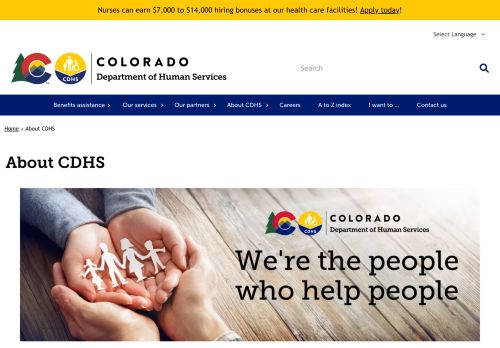 Nurses can earn $7,000 to $14,000 hiring bonuses at our health care facilities! Apply today!
Select Language
COLORADO
Department of Human Services
CDHS
Search
Benefits assistance › Our services › Our partners › About CDHS › Careers A to Z index I want to ... Contact us
Home › About CDHS
About CDHS
CDHS
COLORADO
Department of Human Services
We're the people
who help people